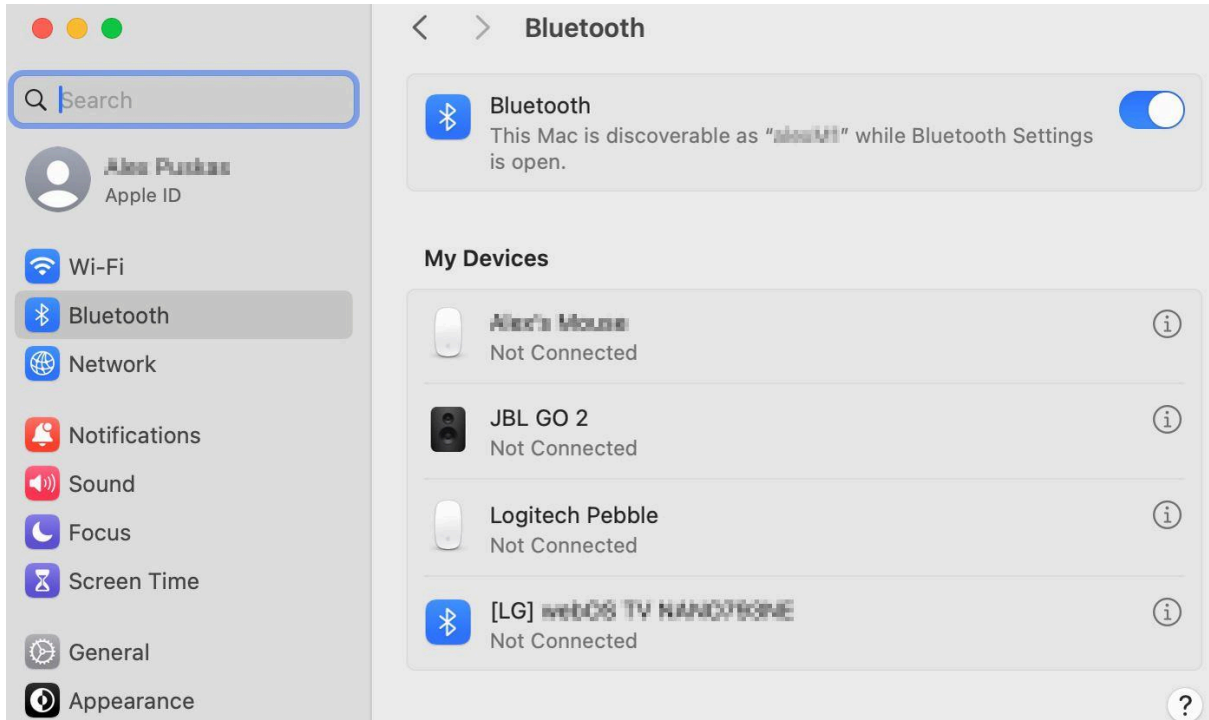 Search
Apple ID
Wi-Fi
Bluetooth
Network
Notifications
Sound
Focus
Screen Time
General
Appearance
Bluetooth
Bluetooth
This Mac is discoverable as “ ” while Bluetooth Settings
is open.
My Devices
Not Connected
JBL GO 2
Not Connected
Logitech Pebble
Not Connected
[LG]
Not Connected
?